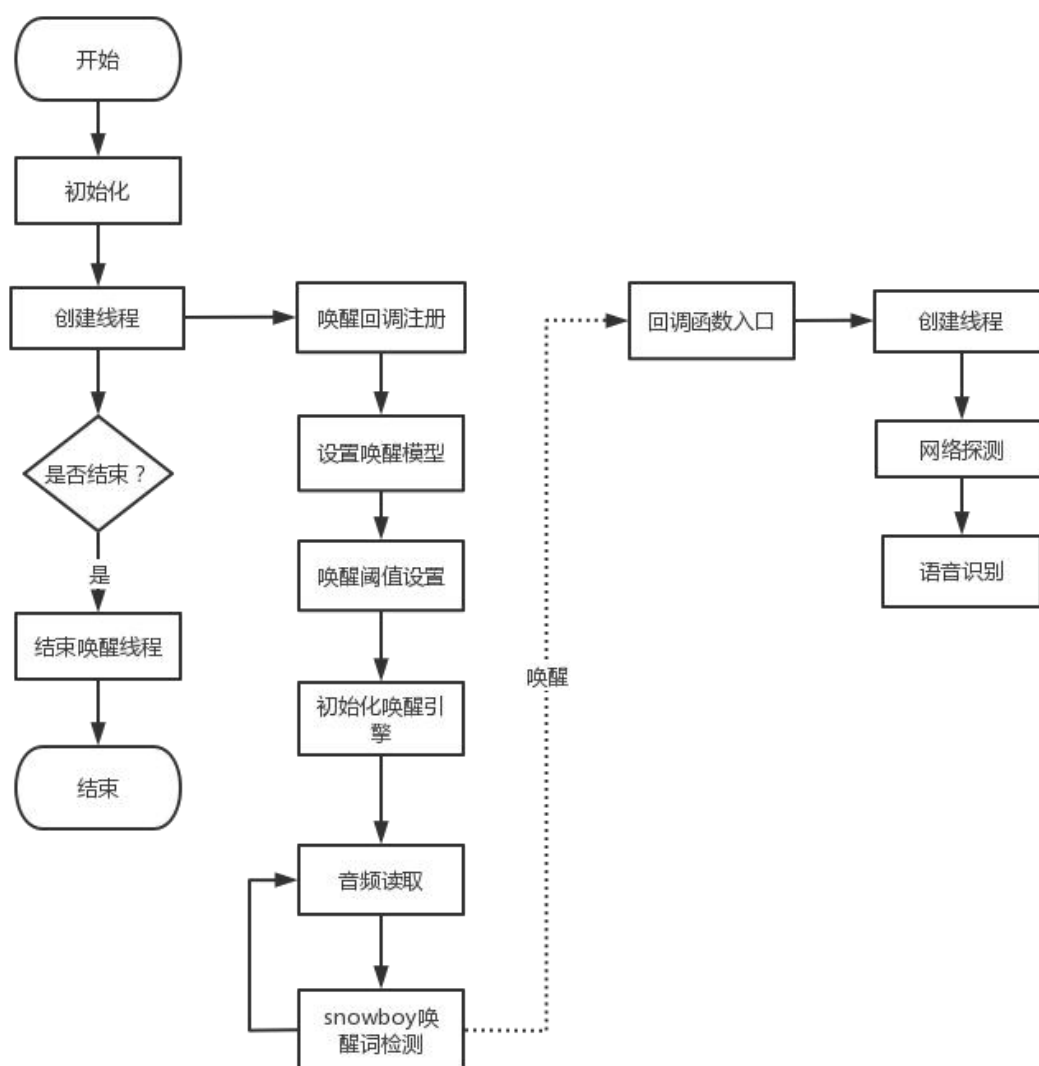 开始
初始化
创建线程
是否结束？
是
结束唤醒线程
结束
唤醒回调注册
设置唤醒模型
唤醒阈值设置
初始化唤醒引
擎
音频读取
snowboy唤
醒词检测
唤醒
回调函数入口
创建线程
网络探测
语音识别